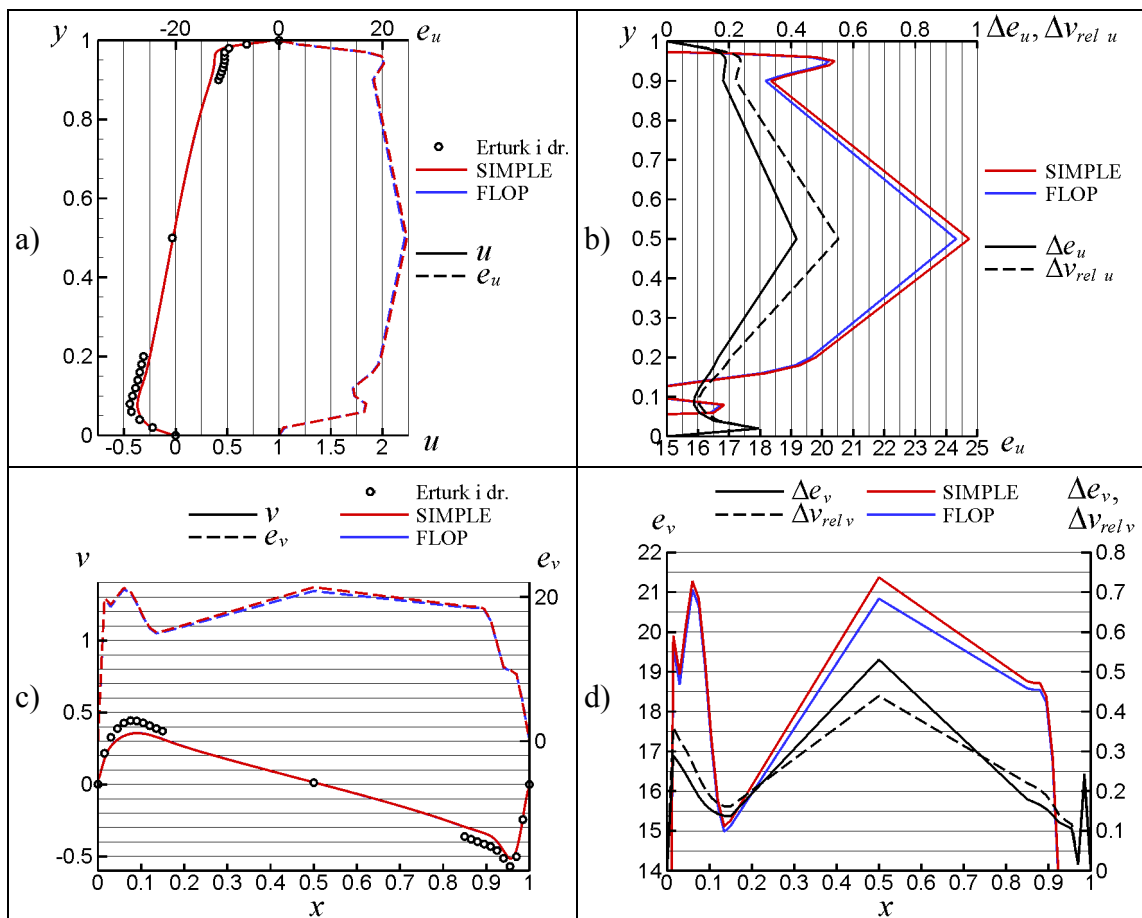 y -20 0 20 e_u
1
0.8
0.6
0.4
0.2
0
-0.5 0 0.5 1 1.5 2 u
Erturk i dr.
SIMPLE
FLOP
u
e_u
a)
y 0 0.2 0.4 0.6 0.8 1 Δe_u, Δv_rel u
1
0.9
0.8
0.7
0.6
0.5
0.4
0.3
0.2
0.1
0
15 16 17 18 19 20 21 22 23 24 25
e_u
SIMPLE
FLOP
Δe_u
Δv_rel u
b)
v
e_v
Erturk i dr.
SIMPLE
FLOP
v e_v
1
0.5
0
-0.5
20
0
0 0.1 0.2 0.3 0.4 0.5 0.6 0.7 0.8 0.9 1
x
c)
Δe_v
Δv_rel v
SIMPLE
FLOP
e_v
Δe_v,
Δv_rel v
22
21
20
19
18
17
16
15
14
0.8
0.7
0.6
0.5
0.4
0.3
0.2
0.1
0
0 0.1 0.2 0.3 0.4 0.5 0.6 0.7 0.8 0.9 1
x
d)